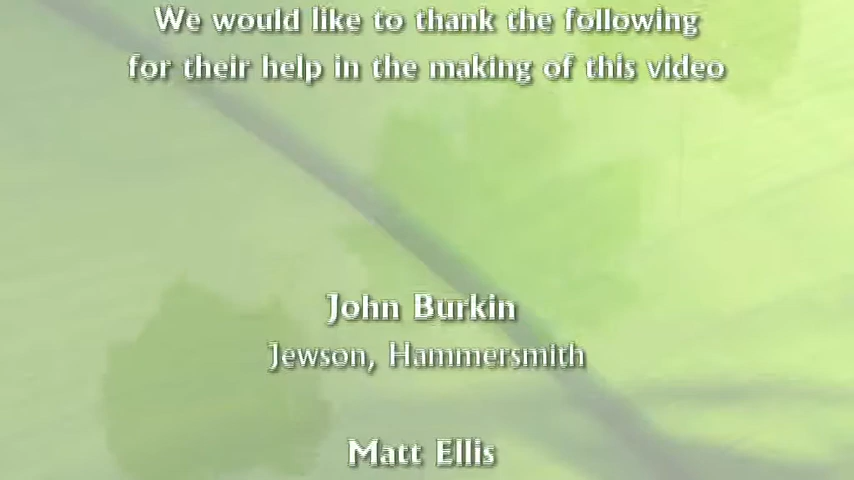 We would like to thank the following
for their help in the making of this video
John Burkin
Jewson, Hammersmith
Matt Ellis